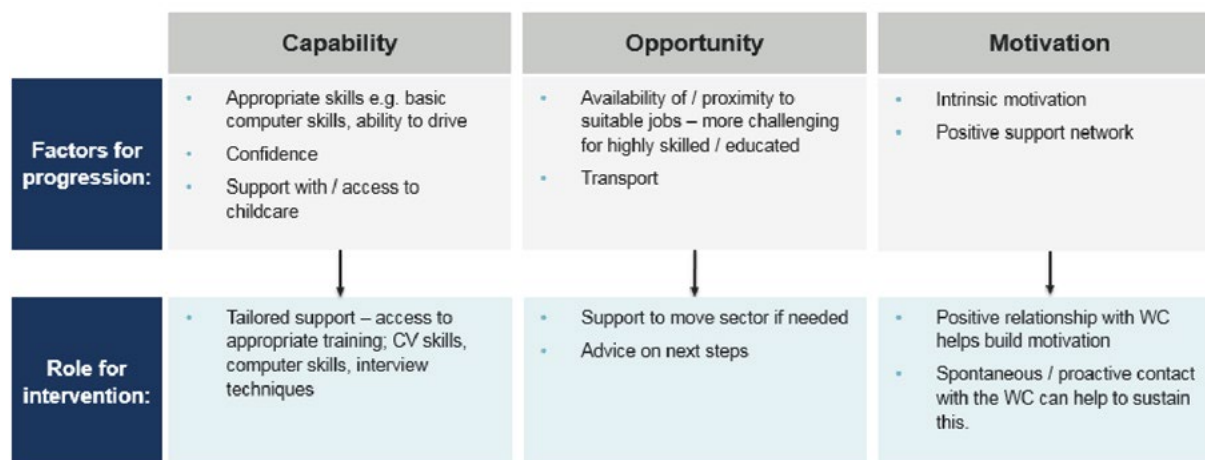 Capability
Opportunity
Motivation
Factors for
progression:
• Appropriate skills e.g. basic
computer skills, ability to drive
• Confidence
• Support with / access to
childcare
• Availability of / proximity to
suitable jobs – more challenging
for highly skilled / educated
• Transport
• Intrinsic motivation
• Positive support network
Role for
intervention:
• Tailored support – access to
appropriate training; CV skills,
computer skills, interview
techniques
• Support to move sector if needed
• Advice on next steps
• Positive relationship with WC
helps build motivation
• Spontaneous / proactive contact
with the WC can help to sustain
this.